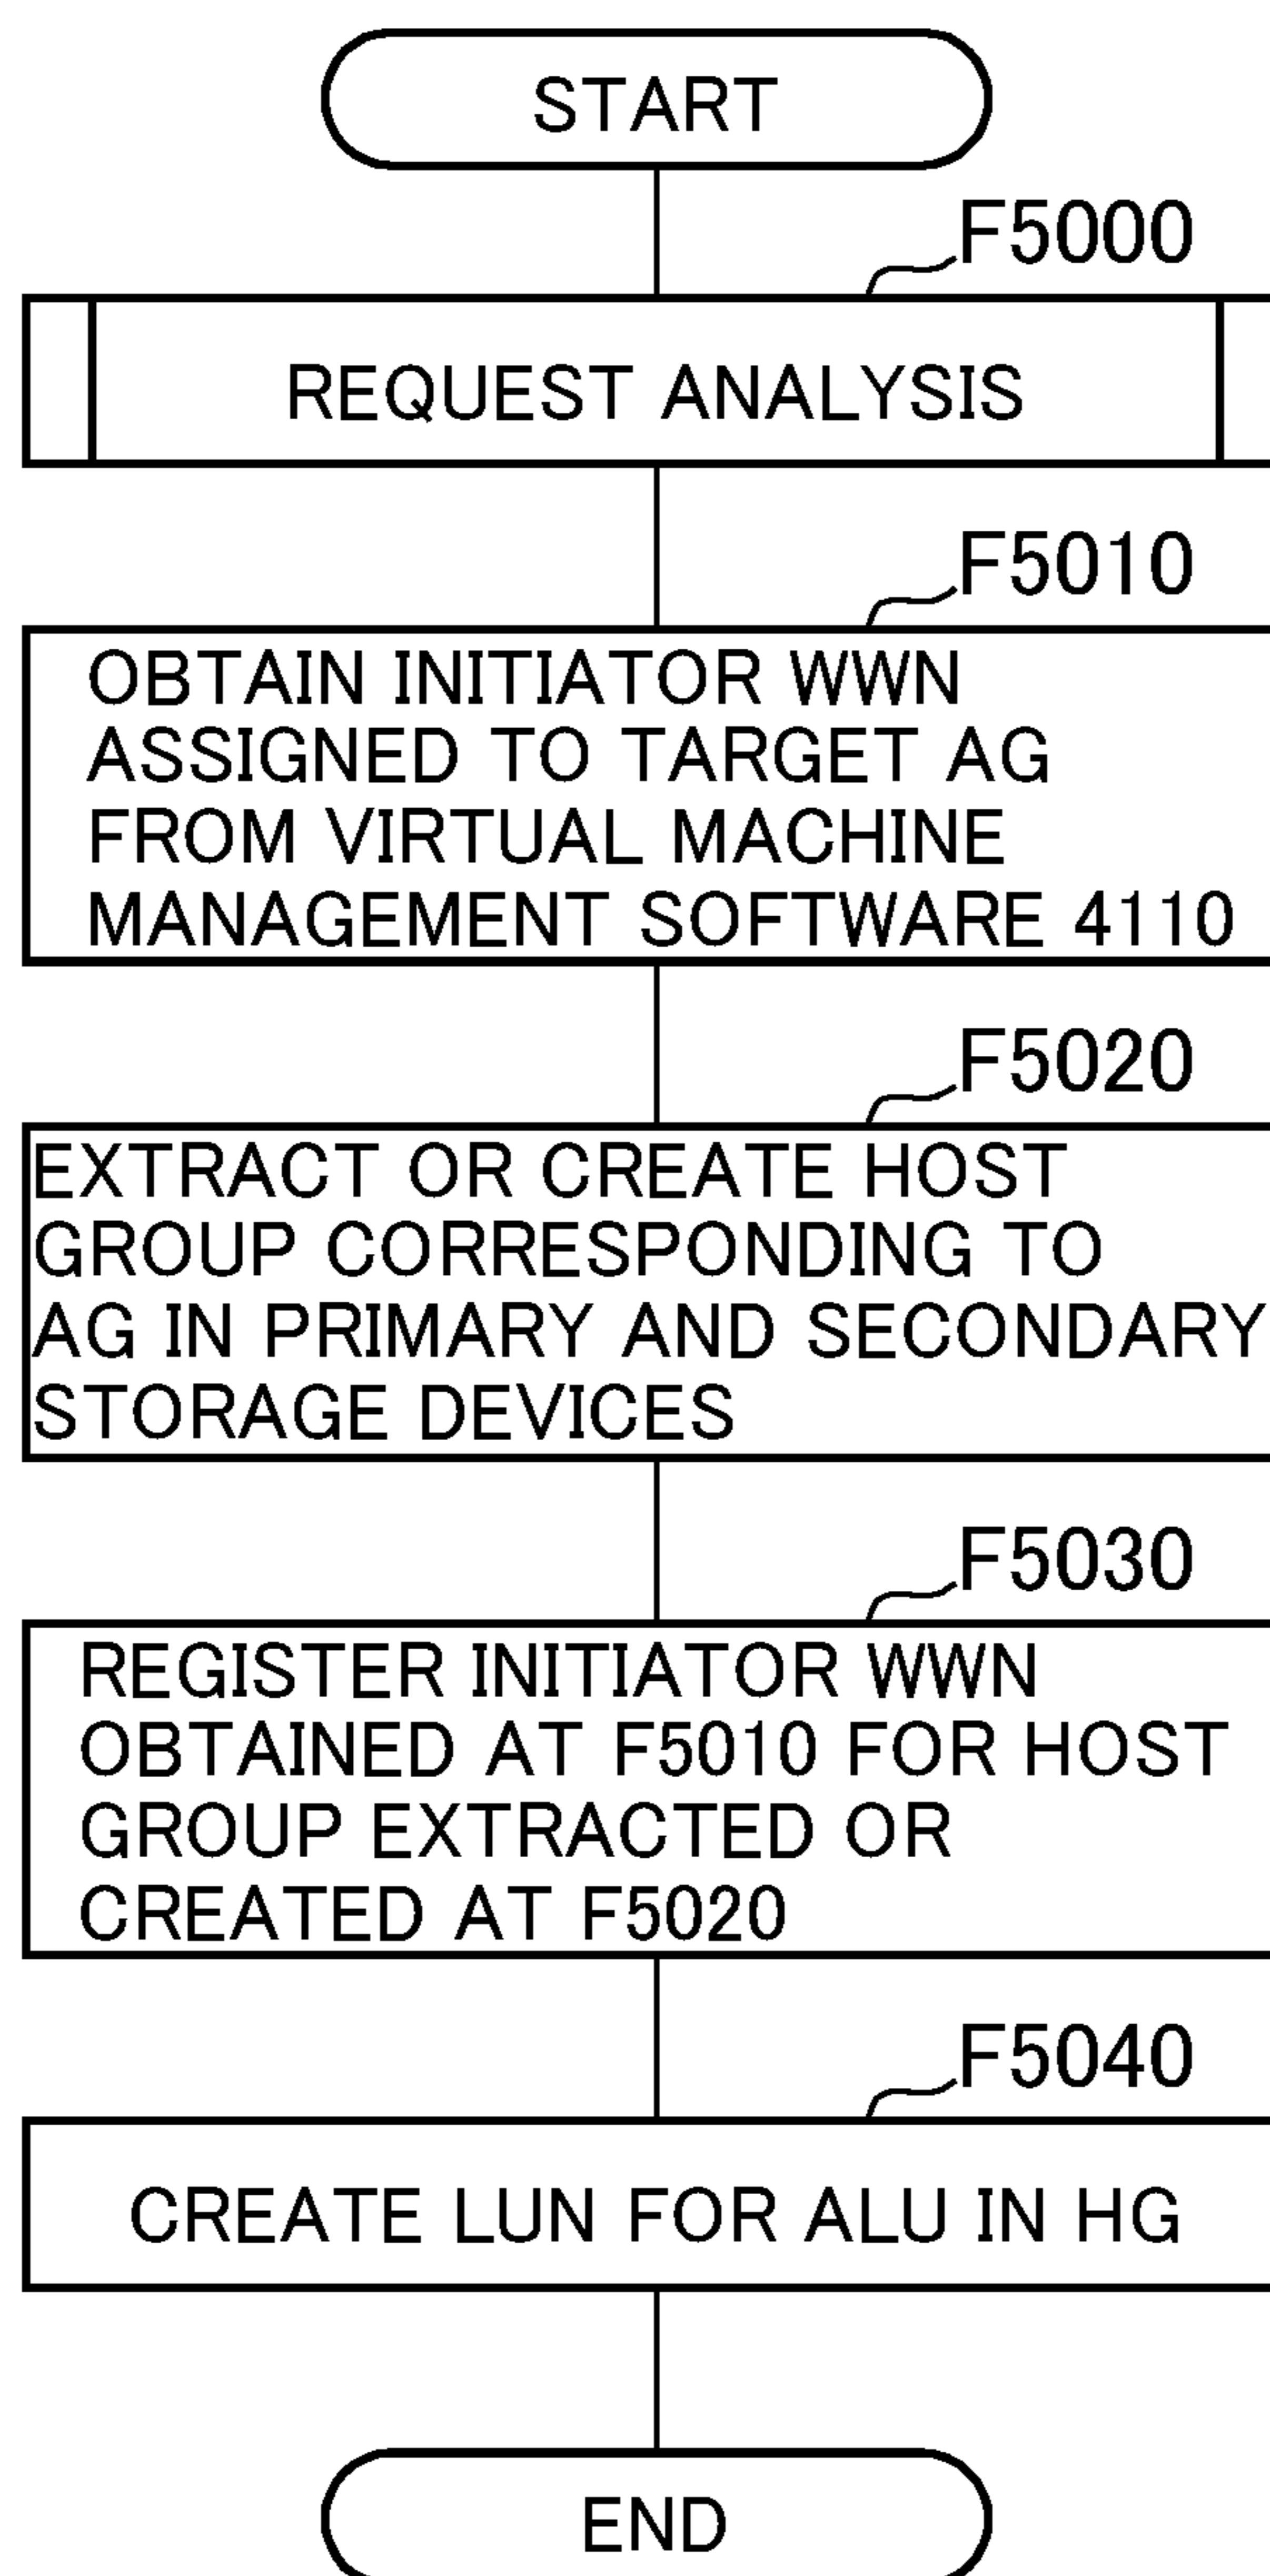 START
F5000
REQUEST ANALYSIS
F5010
OBTAIN INITIATOR WWN
ASSIGNED TO TARGET AG
FROM VIRTUAL MACHINE
MANAGEMENT SOFTWARE 4110
F5020
EXTRACT OR CREATE HOST
GROUP CORRESPONDING TO
AG IN PRIMARY AND SECONDARY
STORAGE DEVICES
F5030
REGISTER INITIATOR WWN
OBTAINED AT F5010 FOR HOST
GROUP EXTRACTED OR
CREATED AT F5020
F5040
CREATE LUN FOR ALU IN HG
END